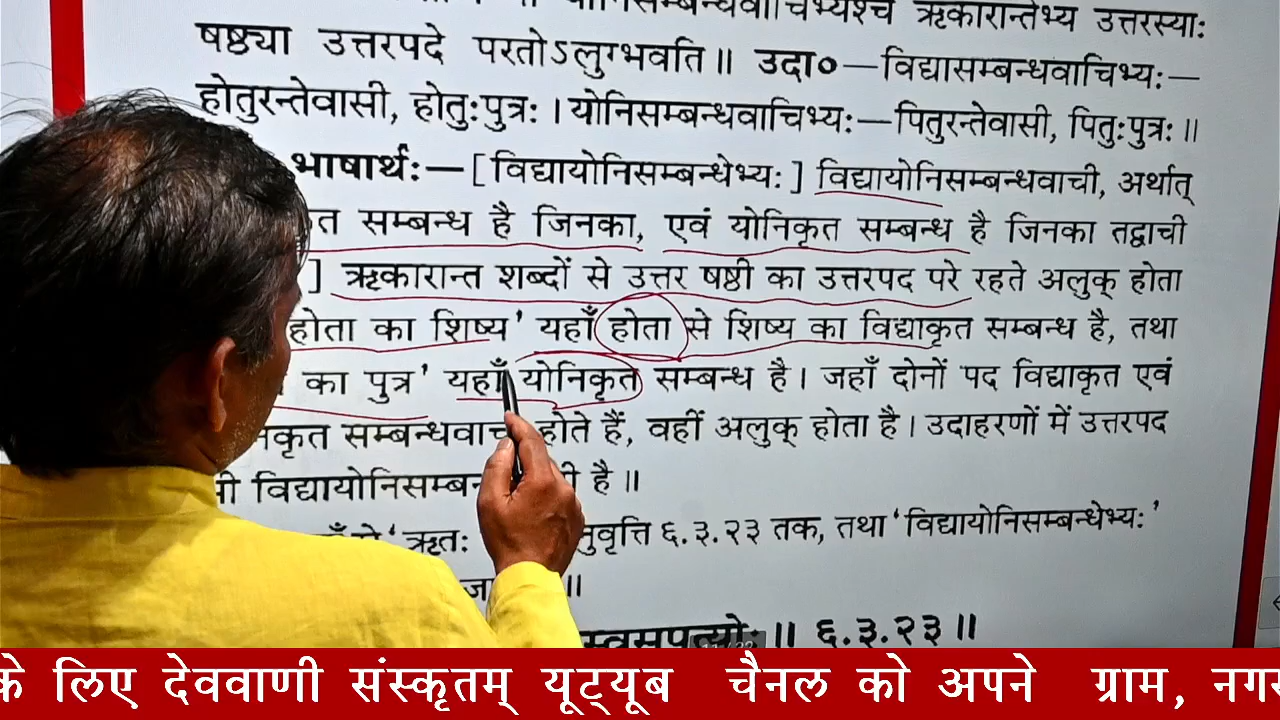 ऋकारान्तेभ्य उत्तरस्याः
षष्ठ्या उत्तरपदे परतोऽलुग्भवति॥ उदा०—विद्यासम्बन्धवाचिभ्यः—
होतुरन्तेवासी, होतुःपुत्रः। योनिसम्बन्धवाचिभ्यः—पितुरन्तेवासी, पितुःपुत्रः॥
भाषार्थः—[विद्यायोनिसम्बन्धेभ्यः] विद्यायोनिसम्बन्धवाची, अर्थात्
सम्बन्ध है जिनका, एवं योनिकृत सम्बन्ध है जिनका तद्वाची
] ऋकारान्त शब्दों से उत्तर षष्ठी का उत्तरपद परे रहते अलुक् होता
होता का शिष्य' यहाँ होता से शिष्य का विद्याकृत सम्बन्ध है, तथा
का पुत्र' यहाँ योनिकृत सम्बन्ध है। जहाँ दोनों पद विद्याकृत एवं
सम्बन्धवाची होते हैं, वहीं अलुक् होता है। उदाहरणों में उत्तरपद
है॥
'ऋतः ६.३.२३ तक, तथा 'विद्यायोनिसम्बन्धेभ्यः'
॥
॥ ६.३.२३॥
के लिए देववाणी संस्कृतम् यूट्यूब चैनल को अपने ग्राम,